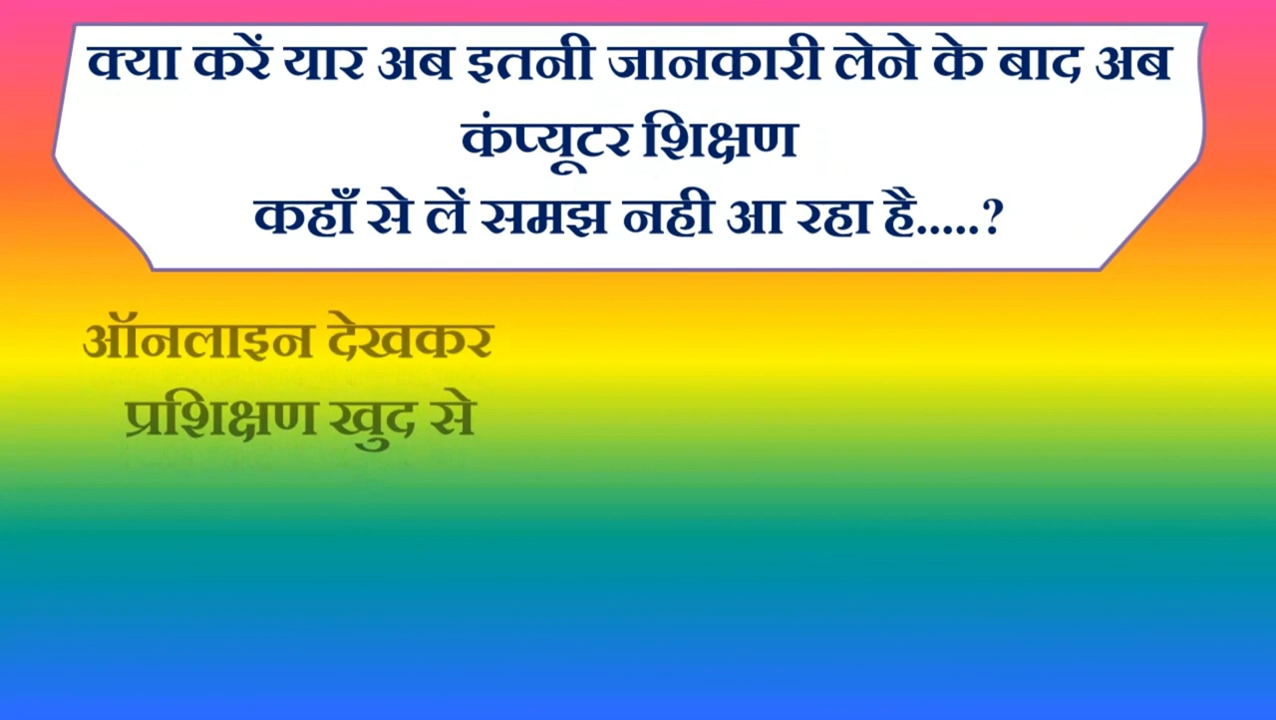 क्या करें यार अब इतनी जानकारी लेने के बाद अब
कंप्यूटर शिक्षण
कहाँ से लें समझ नही आ रहा है.....?
ऑनलाइन देखकर
प्रशिक्षण खुद से